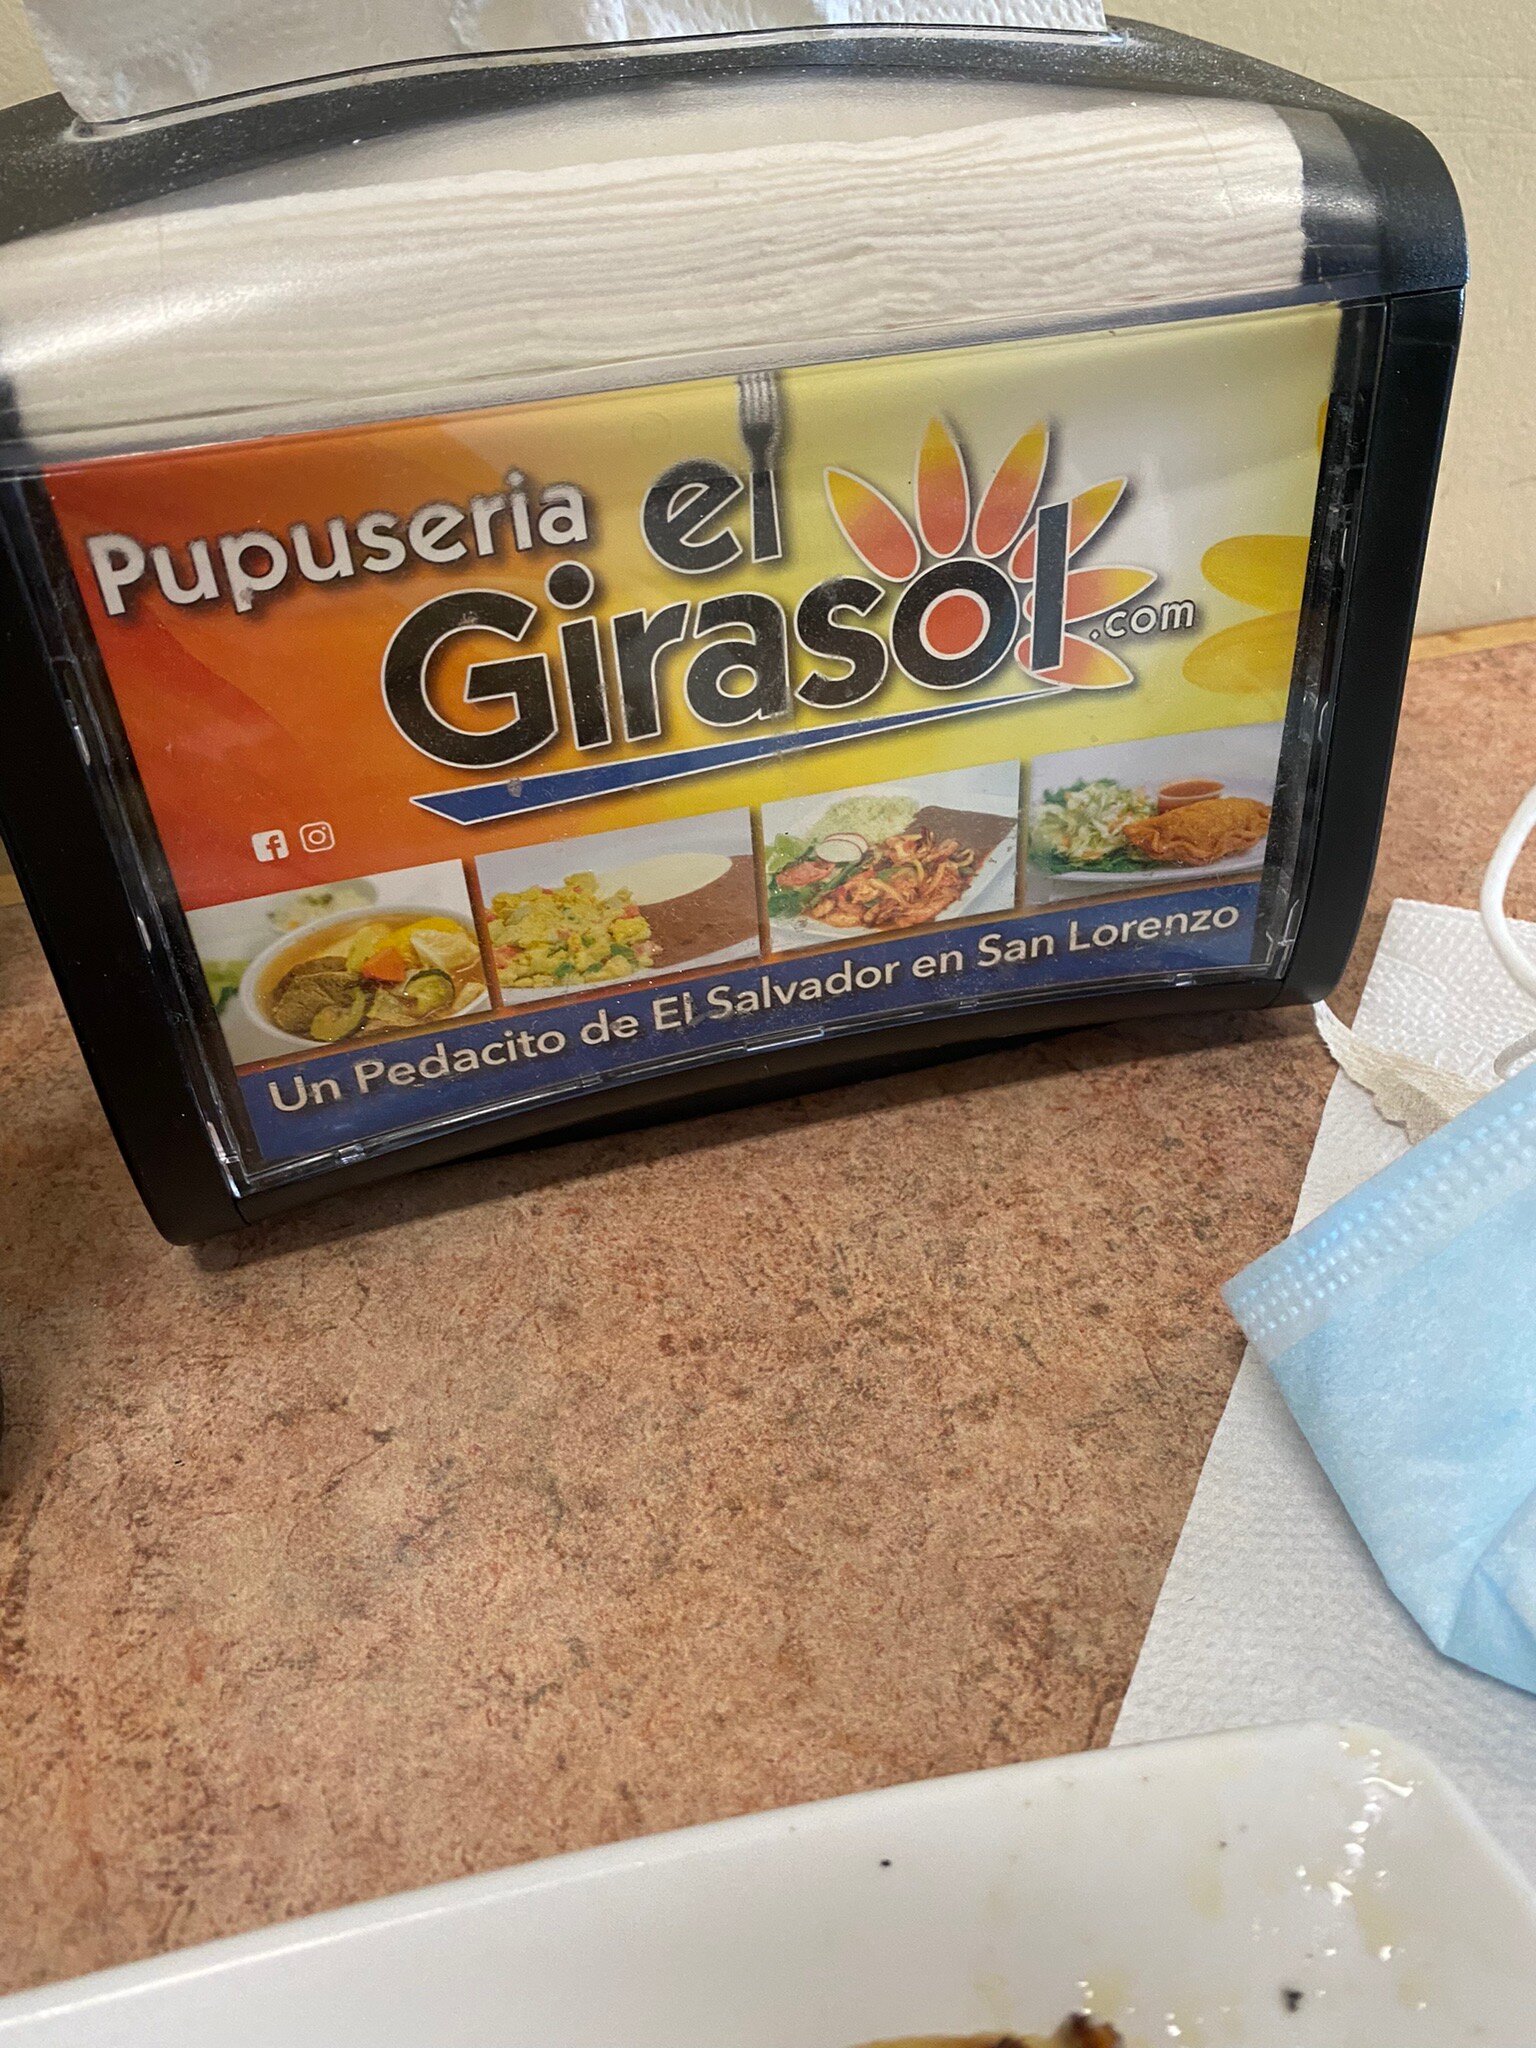 Pupuseria el
Girasol.com
Un Pedacito de El Salvador en San Lorenzo